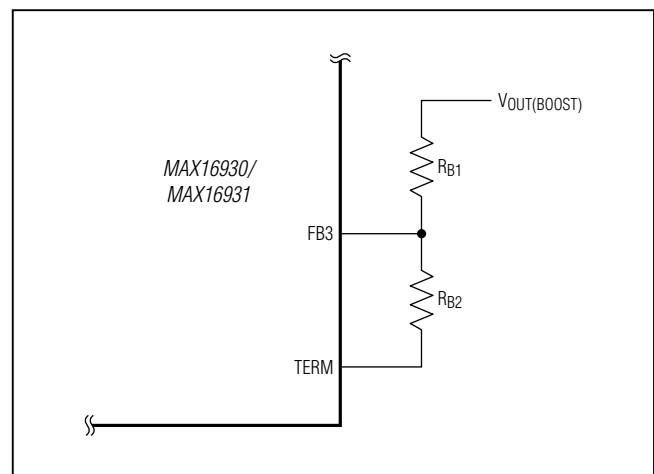 VOUT(BOOST)
RB1
MAX16930/
MAX16931
FB3
RB2
TERM